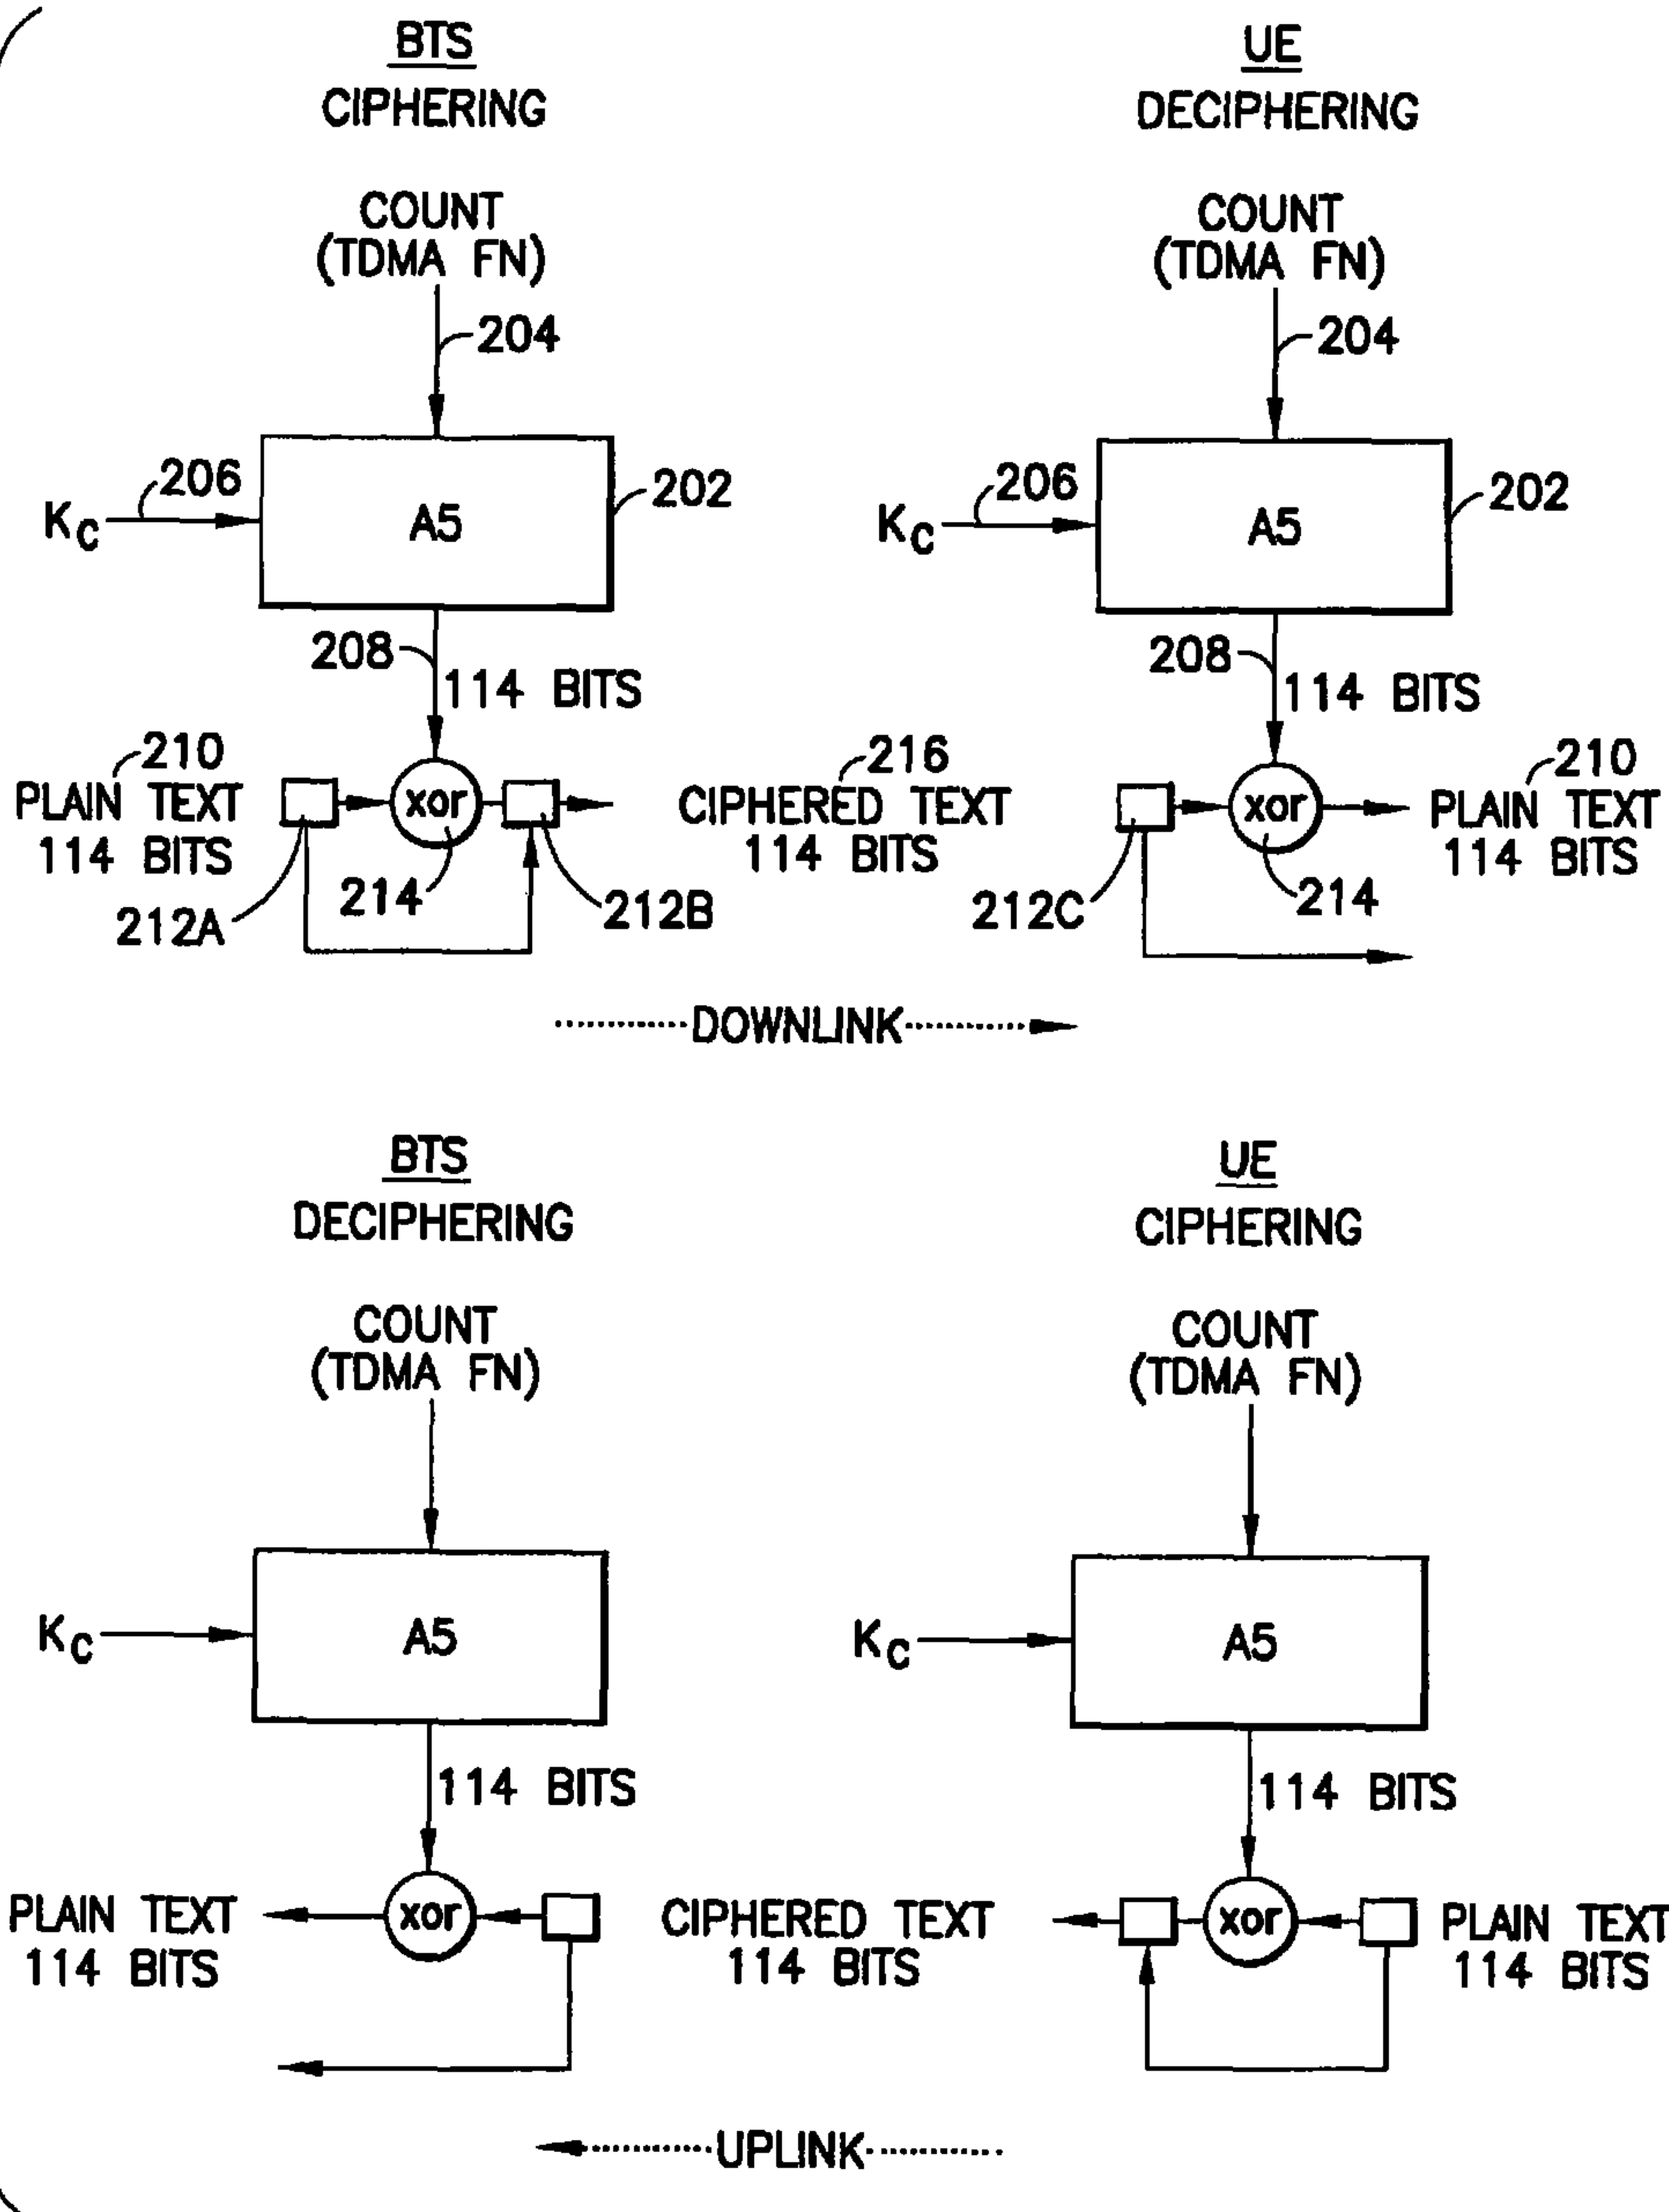 BTS
CIPHERING
COUNT
(TDMA FN)
204
206
KC
A5
202
208
114 BITS
210
PLAIN TEXT
114 BITS
xor
216
CIPHERED TEXT
114 BITS
212A
214
212B
UE
DECIPHERING
COUNT
(TDMA FN)
204
206
KC
A5
202
208
114 BITS
xor
210
PLAIN TEXT
114 BITS
212C
214
DOWNLINK
BTS
DECIPHERING
COUNT
(TDMA FN)
KC
A5
114 BITS
PLAIN TEXT
114 BITS
xor
CIPHERED TEXT
114 BITS
UE
CIPHERING
COUNT
(TDMA FN)
KC
A5
114 BITS
xor
PLAIN TEXT
114 BITS
UPLINK